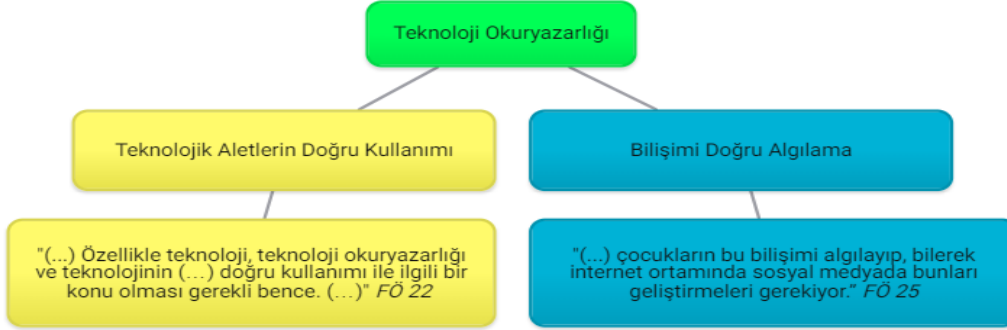 Teknoloji Okuryazarlığı
Teknolojik Aletlerin Doğru Kullanımı
Bilişimi Doğru Algılama
"(...) Özellikle teknoloji, teknoloji okuryazarlığı
ve teknolojinin (...) doğru kullanımı ile ilgili bir
konu olması gerekli bence. (...)" FÖ 22
"(...) çocukların bu bilişimi algılayıp, bilerek
internet ortamında sosyal medyada bunları
geliştirmeleri gerekiyor." FÖ 25